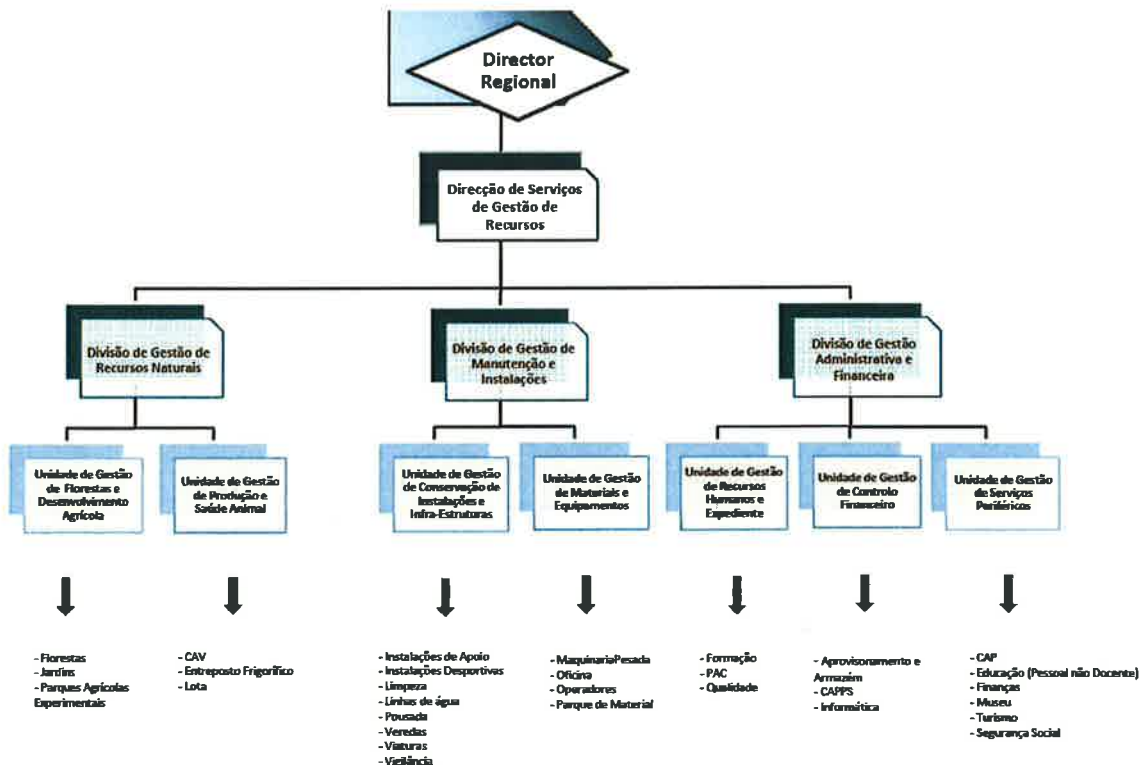 Director
Regional
Direcção de Serviços
de Gestão de
Recursos
Divisão de Gestão de
Recursos Naturais
Divisão de Gestão de
Manutenção e
Instalações
Divisão de Gestão
Administrativa e
Financeira
Unidade de Gestão
de Florestas e
Desenvolvimento
Agrícola
Unidade de Gestão
de Produção e
Saúde Animal
Unidade de Gestão
de Conservação de
Instalações e
Infra-Estruturas
Unidade de Gestão
de Materiais e
Equipamentos
Unidade de Gestão
de Recursos
Humanos e
Expediente
Unidade de Gestão
de Controlo
Financeiro
Unidade de Gestão
de Serviços
Periféricos
- Florestas
- Jardins
- Parques Agrícolas
Experimentais
- CAV
- Entreposto Frigorífico
- Lota
- Instalações de Apoio
- Instalações Desportivas
- Limpeza
- Linhas de água
- Pousada
- Veredas
- Viaturas
- Vigilância
- MaquinariaPesada
- Oficina
- Operadores
- Parque de Material
- Formação
- PAC
- Qualidade
- Aprovisonamento e
Armazém
- CAPPS
- Informática
- CAP
- Educação (Pessoal não Docente)
- Finanças
- Museu
- Turismo
- Segurança Social